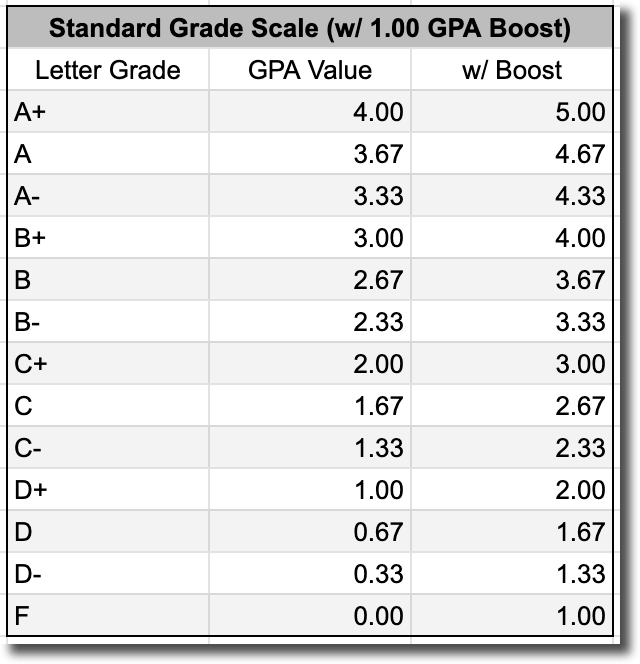 Standard Grade Scale (w/ 1.00 GPA Boost)
Letter Grade GPA Value w/ Boost
A+ 4.00 5.00
A 3.67 4.67
A- 3.33 4.33
B+ 3.00 4.00
B 2.67 3.67
B- 2.33 3.33
C+ 2.00 3.00
C 1.67 2.67
C- 1.33 2.33
D+ 1.00 2.00
D 0.67 1.67
D- 0.33 1.33
F 0.00 1.00